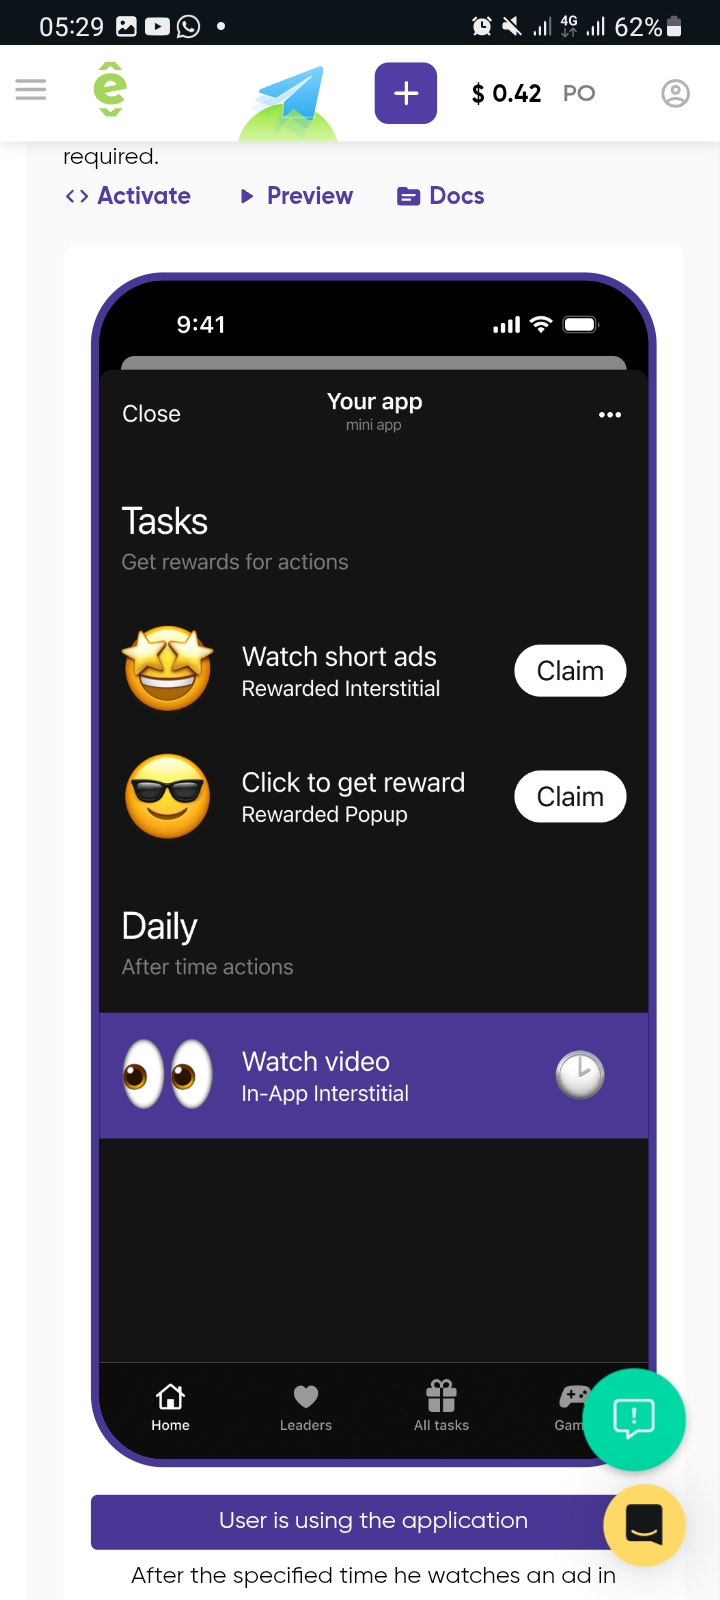 05:29
4G
62%
ê
$ 0.42
PO
required.
Activate
Preview
Docs
9:41
Close
Your app
mini app
Tasks
Get rewards for actions
Watch short ads
Rewarded Interstitial
Claim
Click to get reward
Rewarded Popup
Claim
Daily
After time actions
Watch video
In-App Interstitial
Home
Leaders
All tasks
Gam
User is using the application
After the specified time he watches an ad in